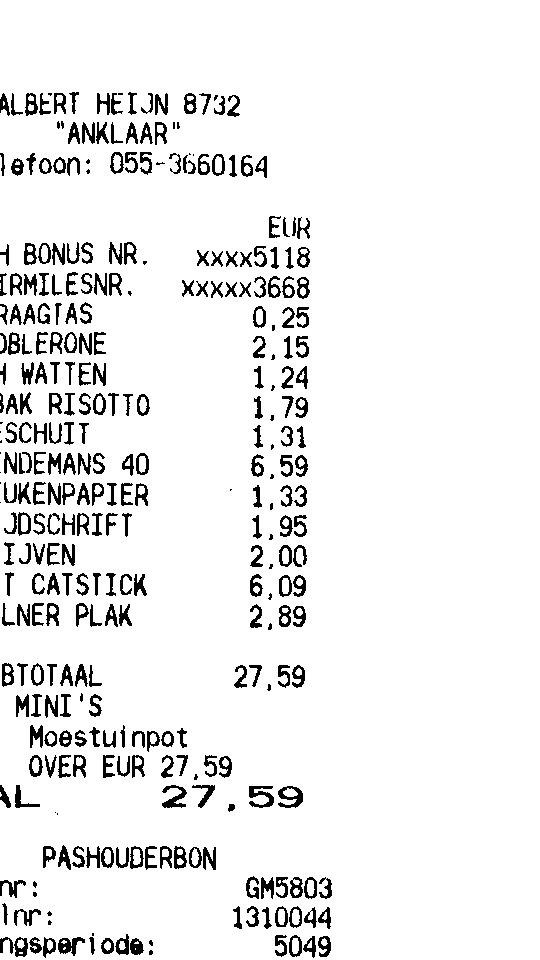 ALBERT HEIJN 8732
"ANKLAAR"
lefoon: 055-3660164
EUR
H BONUS NR. xxxx5118
IRMILESNR. xxxxx3668
RAAGTAS 0,25
OBLERONE 2,15
H WATTEN 1,24
BAK RISOTTO 1,79
ESCHUIT 1,31
INDEMANS 40 6,59
EUKENPAPIER 1,33
IJDSCHRIFT 1,95
IJVEN 2,00
T CATSTICK 6,09
LNER PLAK 2,89
BTOTAAL 27,59
MINI'S
Moestuinpot
OVER EUR 27,59
AL 27,59
PASHOUDERBON
nr: GM5803
lnr: 1310044
ngsperiode: 5049